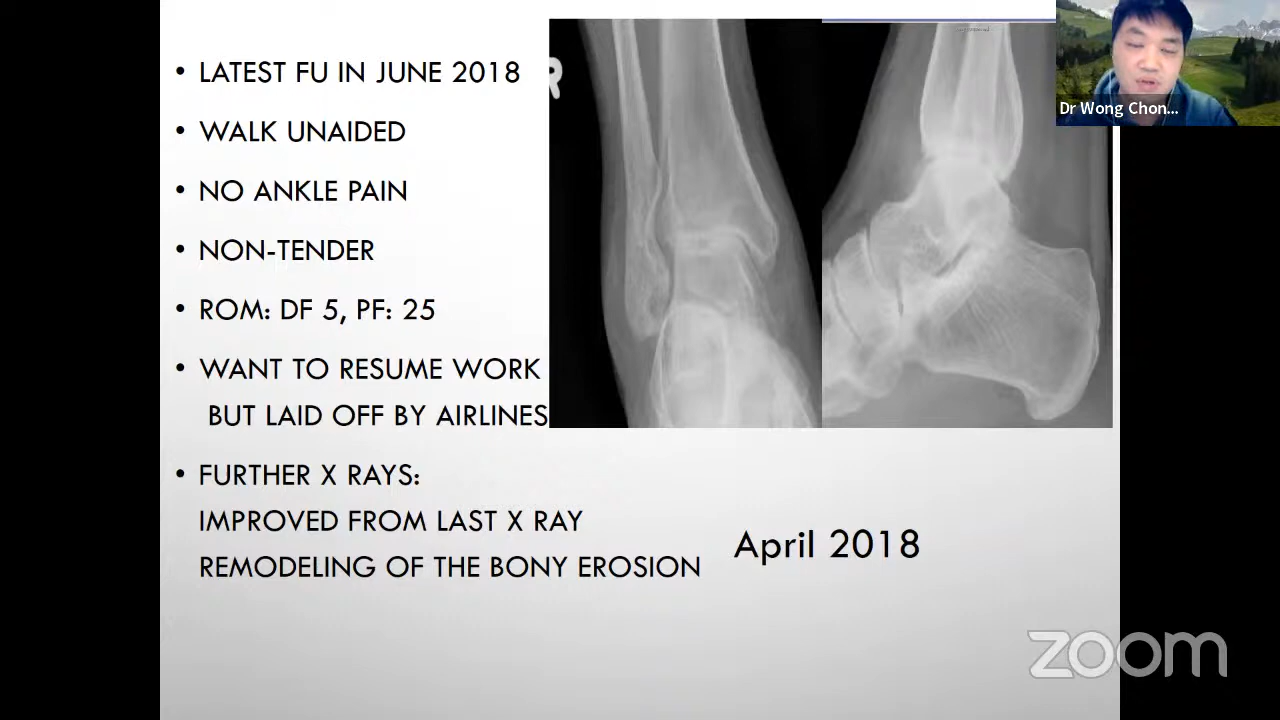 • LATEST FU IN JUNE 2018
• WALK UNAIDED
• NO ANKLE PAIN
• NON-TENDER
• ROM: DF 5, PF: 25
• WANT TO RESUME WORK
BUT LAID OFF BY AIRLINES
• FURTHER X RAYS:
IMPROVED FROM LAST X RAY
REMODELING OF THE BONY EROSION
R
Dr Wong Chon...
April 2018
zoom